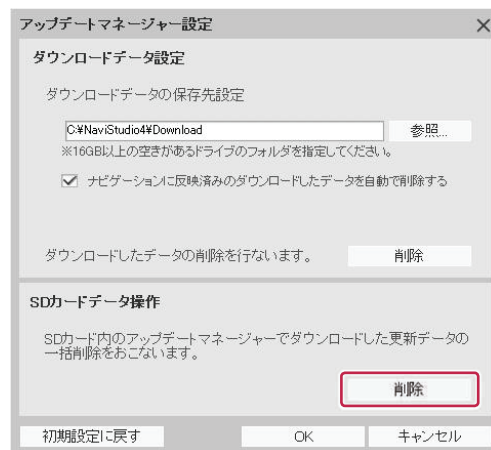 アップデートマネージャー設定
ダウンロードデータ設定
ダウンロードデータの保存先設定
C:¥NaviStudio4¥Download
参照...
※16GB以上の空きがあるドライブのフォルダを指定してください。
ナビゲーションに反映済みのダウンロードしたデータを自動で削除する
ダウンロードしたデータの削除を行ないます。
削除
SDカードデータ操作
SDカード内のアップデートマネージャーでダウンロードした更新データの
一括削除をおこないます。
削除
初期設定に戻す
OK
キャンセル